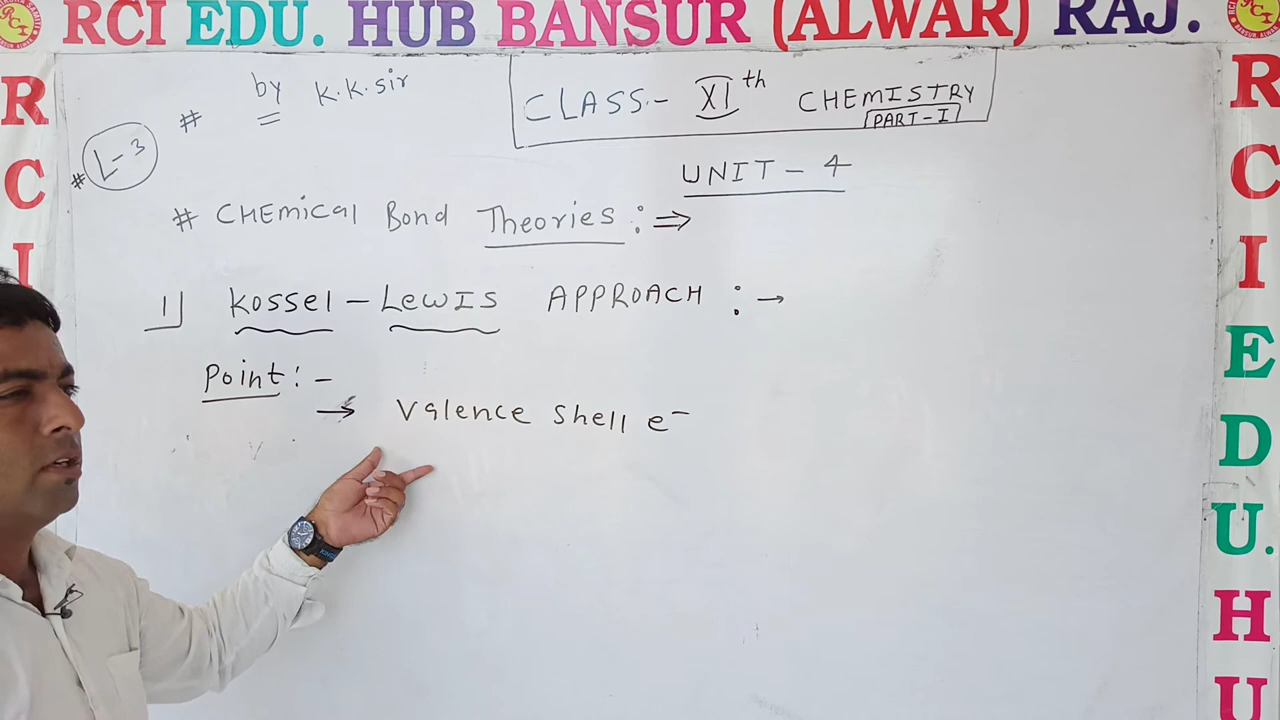 RCI EDU. HUB BANSUR (ALWAR) RAJ.
# by K.K.Sir
CLASS:- XIth CHEMISTRY
PART-I
# L-3
UNIT - 4
# CHEMICAL Bond Theories :⇒
1) Kossel - LewIS APPROACH :→
Point :-
→ Valence Shell e⁻
R
C
I
R
C
I
E
D
U.
H
U